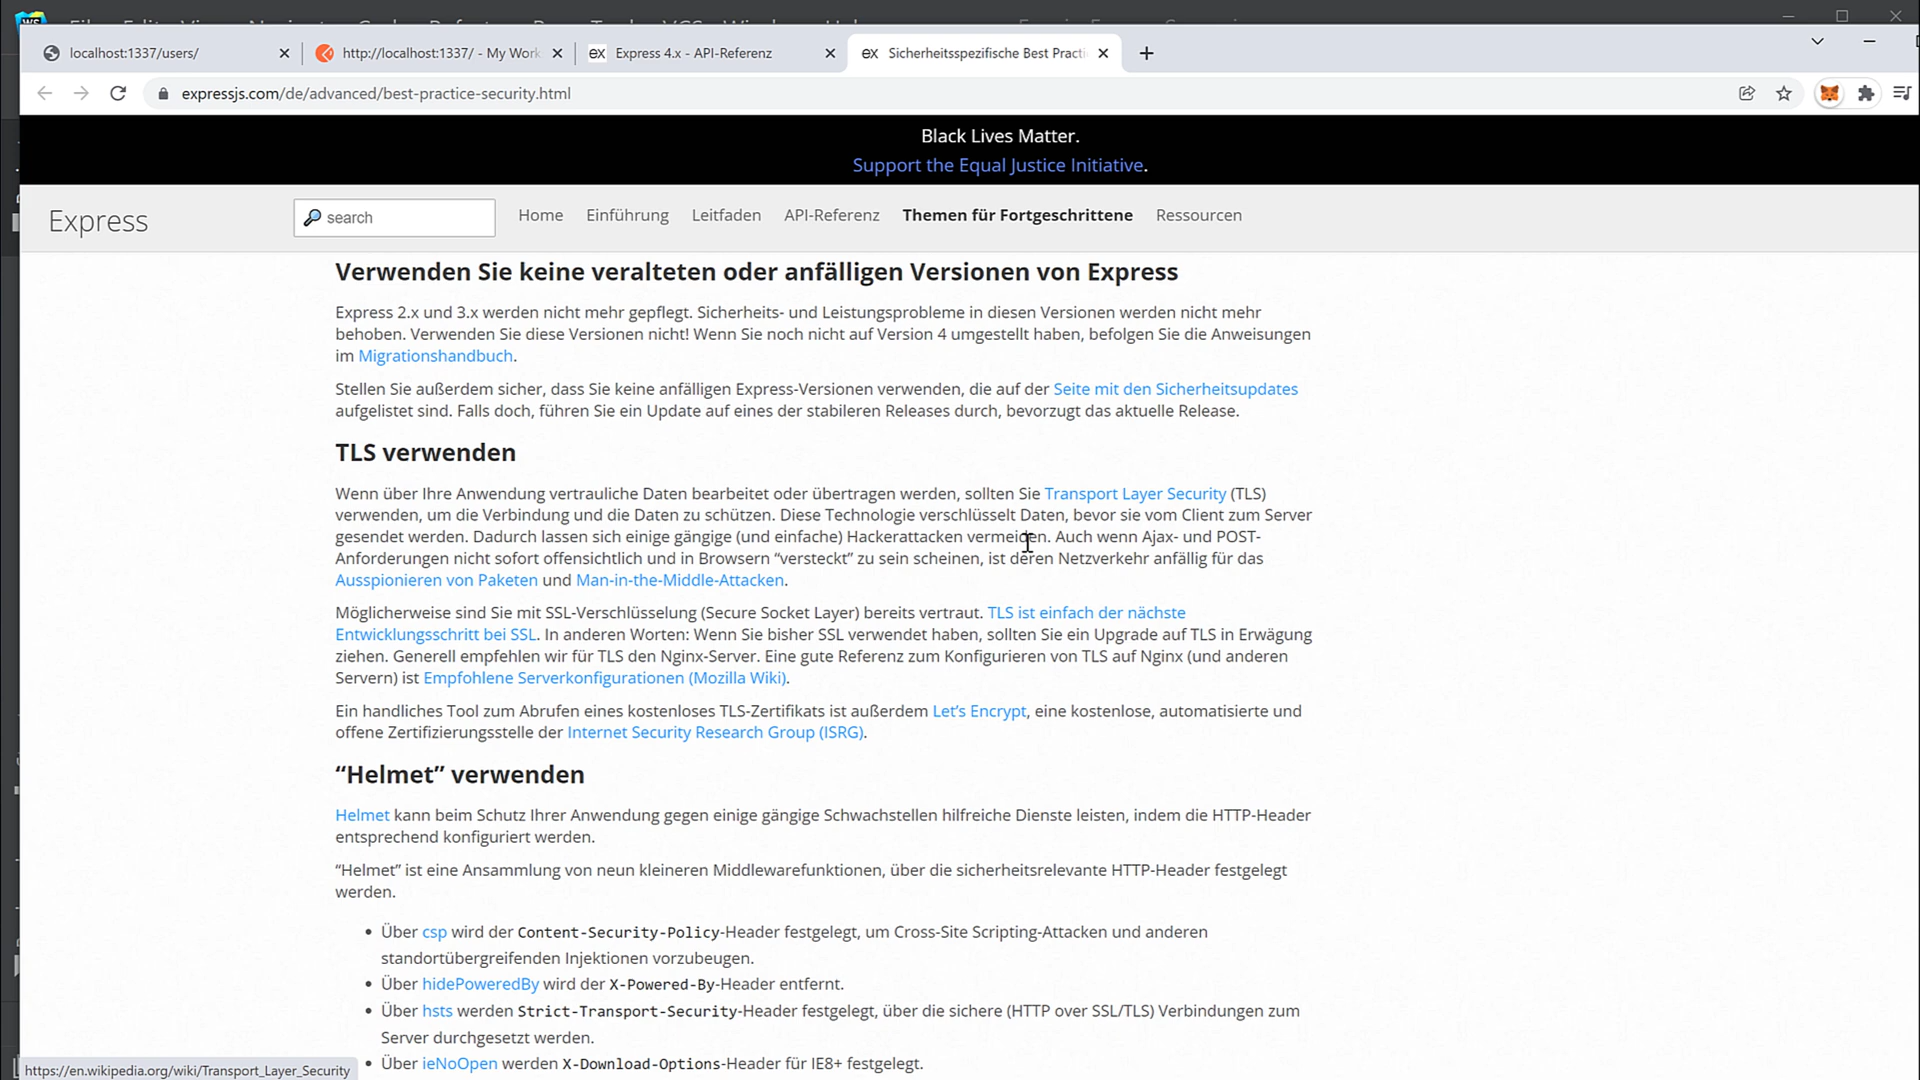 localhost:1337/users/
http://localhost:1337/ - My Work
Express 4.x - API-Referenz
Sicherheitsspezifische Best Practi
expressjs.com/de/advanced/best-practice-security.html
Black Lives Matter.
Support the Equal Justice Initiative.
Express
search
Home
Einführung
Leitfaden
API-Referenz
Themen für Fortgeschrittene
Ressourcen
Verwenden Sie keine veralteten oder anfälligen Versionen von Express
Express 2.x und 3.x werden nicht mehr gepflegt. Sicherheits- und Leistungsprobleme in diesen Versionen werden nicht mehr
behoben. Verwenden Sie diese Versionen nicht! Wenn Sie noch nicht auf Version 4 umgestellt haben, befolgen Sie die Anweisungen
im Migrationshandbuch.
Stellen Sie außerdem sicher, dass Sie keine anfälligen Express-Versionen verwenden, die auf der Seite mit den Sicherheitsupdates
aufgelistet sind. Falls doch, führen Sie ein Update auf eines der stabileren Releases durch, bevorzugt das aktuelle Release.
TLS verwenden
Wenn über Ihre Anwendung vertrauliche Daten bearbeitet oder übertragen werden, sollten Sie Transport Layer Security (TLS)
verwenden, um die Verbindung und die Daten zu schützen. Diese Technologie verschlüsselt Daten, bevor sie vom Client zum Server
gesendet werden. Dadurch lassen sich einige gängige (und einfache) Hackerattacken vermeiden. Auch wenn Ajax- und POST-
Anforderungen nicht sofort offensichtlich und in Browsern “versteckt” zu sein scheinen, ist deren Netzverkehr anfällig für das
Ausspionieren von Paketen und Man-in-the-Middle-Attacken.
Möglicherweise sind Sie mit SSL-Verschlüsselung (Secure Socket Layer) bereits vertraut. TLS ist einfach der nächste
Entwicklungsschritt bei SSL. In anderen Worten: Wenn Sie bisher SSL verwendet haben, sollten Sie ein Upgrade auf TLS in Erwägung
ziehen. Generell empfehlen wir für TLS den Nginx-Server. Eine gute Referenz zum Konfigurieren von TLS auf Nginx (und anderen
Servern) ist Empfohlene Serverkonfigurationen (Mozilla Wiki).
Ein handliches Tool zum Abrufen eines kostenloses TLS-Zertifikats ist außerdem Let’s Encrypt, eine kostenlose, automatisierte und
offene Zertifizierungsstelle der Internet Security Research Group (ISRG).
“Helmet” verwenden
Helmet kann beim Schutz Ihrer Anwendung gegen einige gängige Schwachstellen hilfreiche Dienste leisten, indem die HTTP-Header
entsprechend konfiguriert werden.
“Helmet” ist eine Ansammlung von neun kleineren Middlewarefunktionen, über die sicherheitsrelevante HTTP-Header festgelegt
werden.
• Über csp wird der Content-Security-Policy-Header festgelegt, um Cross-Site Scripting-Attacken und anderen
standortübergreifenden Injektionen vorzubeugen.
• Über hidePoweredBy wird der X-Powered-By-Header entfernt.
• Über hsts werden Strict-Transport-Security-Header festgelegt, über die sichere (HTTP over SSL/TLS) Verbindungen zum
Server durchgesetzt werden.
• Über ieNoOpen werden X-Download-Options-Header für IE8+ festgelegt.
https://en.wikipedia.org/wiki/Transport_Layer_Security